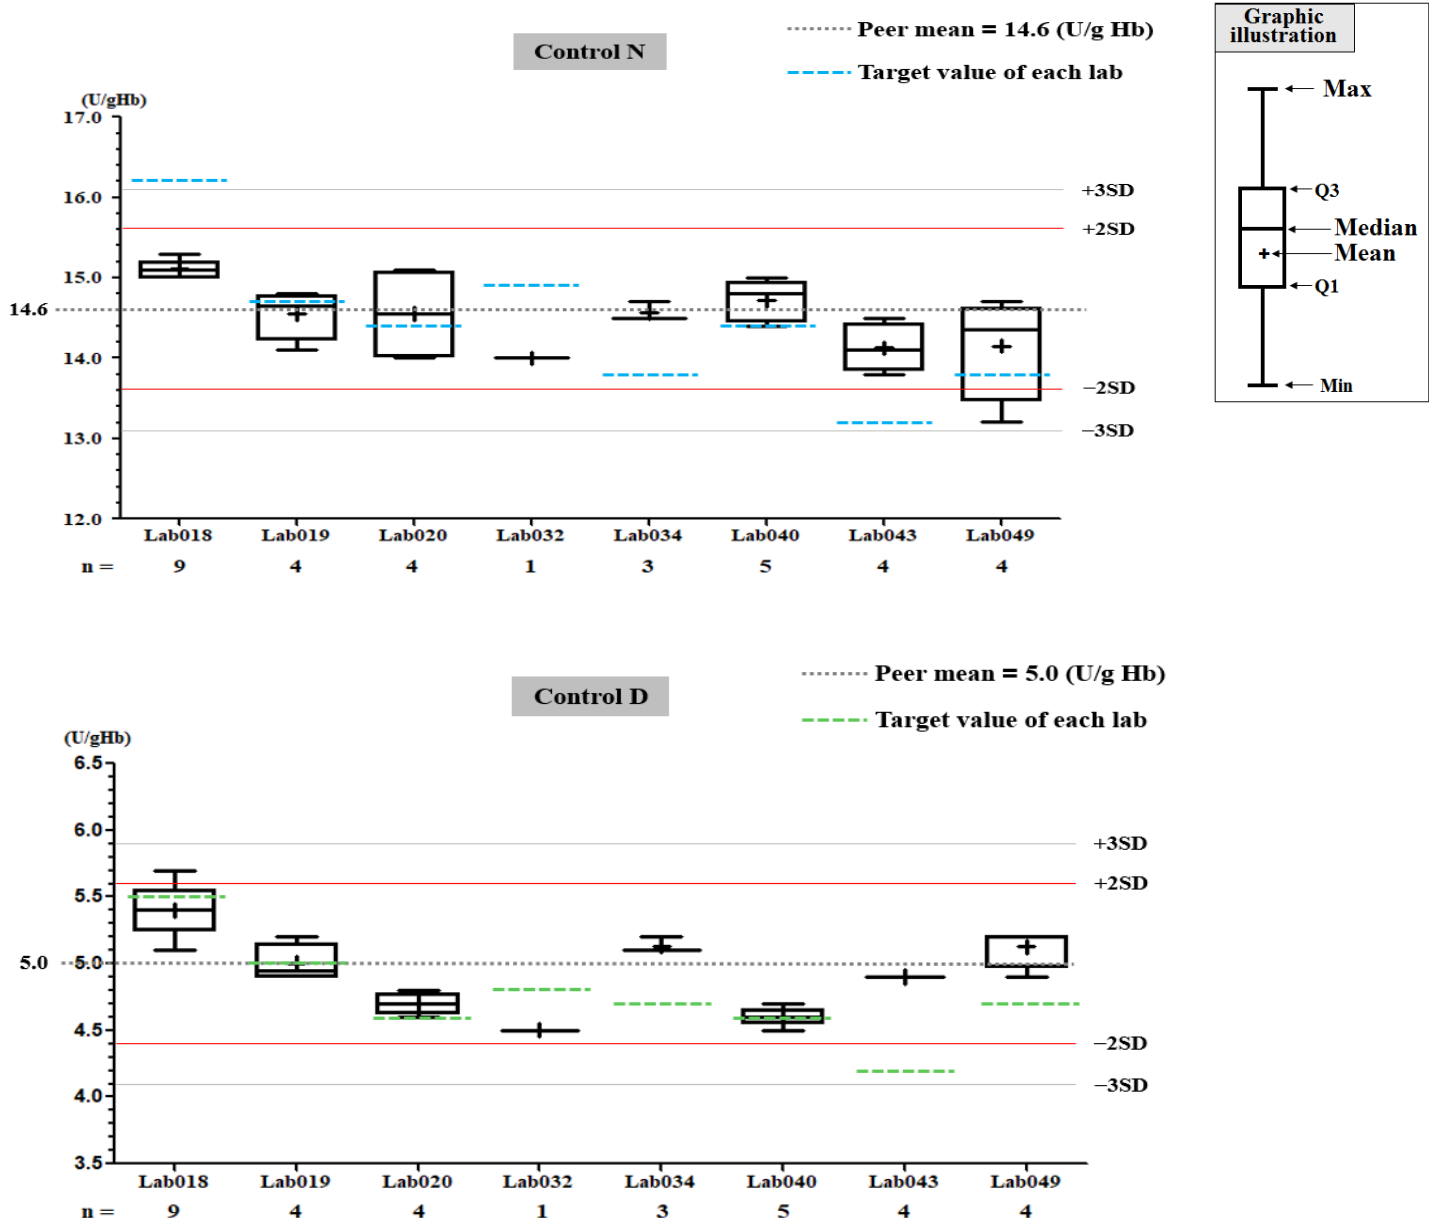 Control N
Peer mean = 14.6 (U/g Hb)
Target value of each lab
Graphic
illustration
Max
Q3
Median
Mean
Q1
Min
(U/gHb)
17.0
16.0
15.0
14.6
14.0
13.0
12.0
+3SD
+2SD
−2SD
−3SD
Lab018 Lab019 Lab020 Lab032 Lab034 Lab040 Lab043 Lab049
n = 9 4 4 1 3 5 4 4
Control D
Peer mean = 5.0 (U/g Hb)
Target value of each lab
(U/gHb)
6.5
6.0
5.5
5.0 5.0
4.5
4.0
3.5
+3SD
+2SD
−2SD
−3SD
Lab018 Lab019 Lab020 Lab032 Lab034 Lab040 Lab043 Lab049
n = 9 4 4 1 3 5 4 4